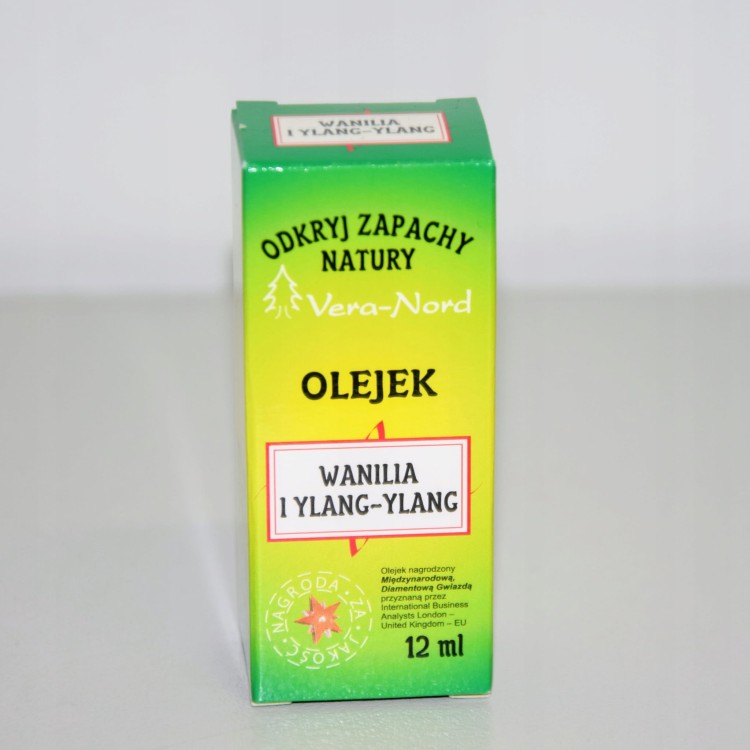 WANILIA
I YLANG-YLANG
ODKRYJ ZAPACHY
NATURY
Vera-Nord
OLEJEK
WANILIA
I YLANG-YLANG
Olejek nagrodzony
Międzynarodową,
Diamentową Gwiazdą
przyznaną przez
International Business
Analysts London –
United Kingdom – EU
NAGRODA · ZA · JAKOŚĆ ·
12 ml